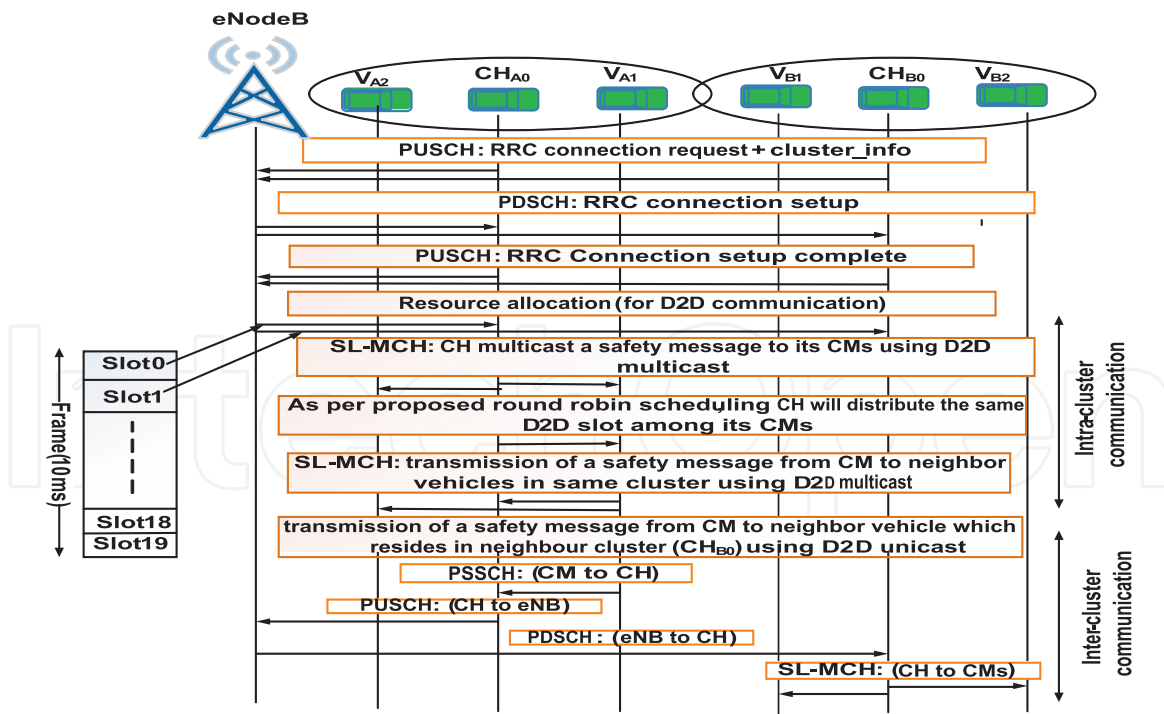 eNodeB
VA2 CHA0 VA1 VB1 CHB0 VB2
PUSCH: RRC connection request + cluster_info
PDSCH: RRC connection setup
PUSCH: RRC Connection setup complete
Resource allocation (for D2D communication)
Slot0
Slot1
Slot18
Slot19
Frame(10ms)
SL-MCH: CH multicast a safety message to its CMs using D2D
multicast
As per proposed round robin scheduling CH will distribute the same
D2D slot among its CMs
SL-MCH: transmission of a safety message from CM to neighbor
vehicles in same cluster using D2D multicast
Intra-cluster
communication
transmission of a safety message from CM to neighbor vehicle which
resides in neighbour cluster (CHB0) using D2D unicast
PSSCH: (CM to CH)
PUSCH: (CH to eNB)
PDSCH: (eNB to CH)
SL-MCH: (CH to CMs)
Inter-cluster
communication
IntechOpen